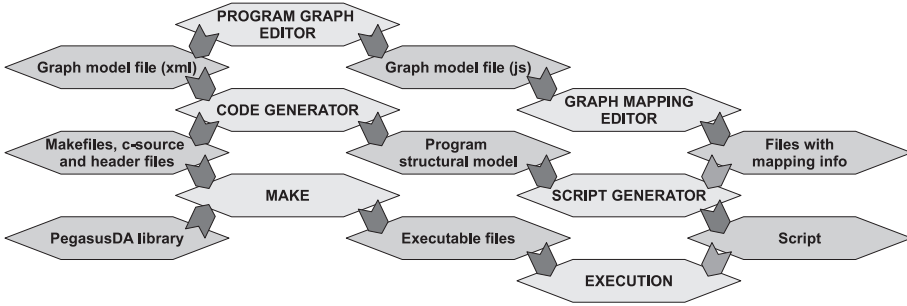 PROGRAM GRAPH
EDITOR
Graph model file (xml)
Graph model file (js)
CODE GENERATOR
GRAPH MAPPING
EDITOR
Makefiles, c-source
and header files
Program
structural model
Files with
mapping info
MAKE
SCRIPT GENERATOR
PegasusDA library
Executable files
Script
EXECUTION